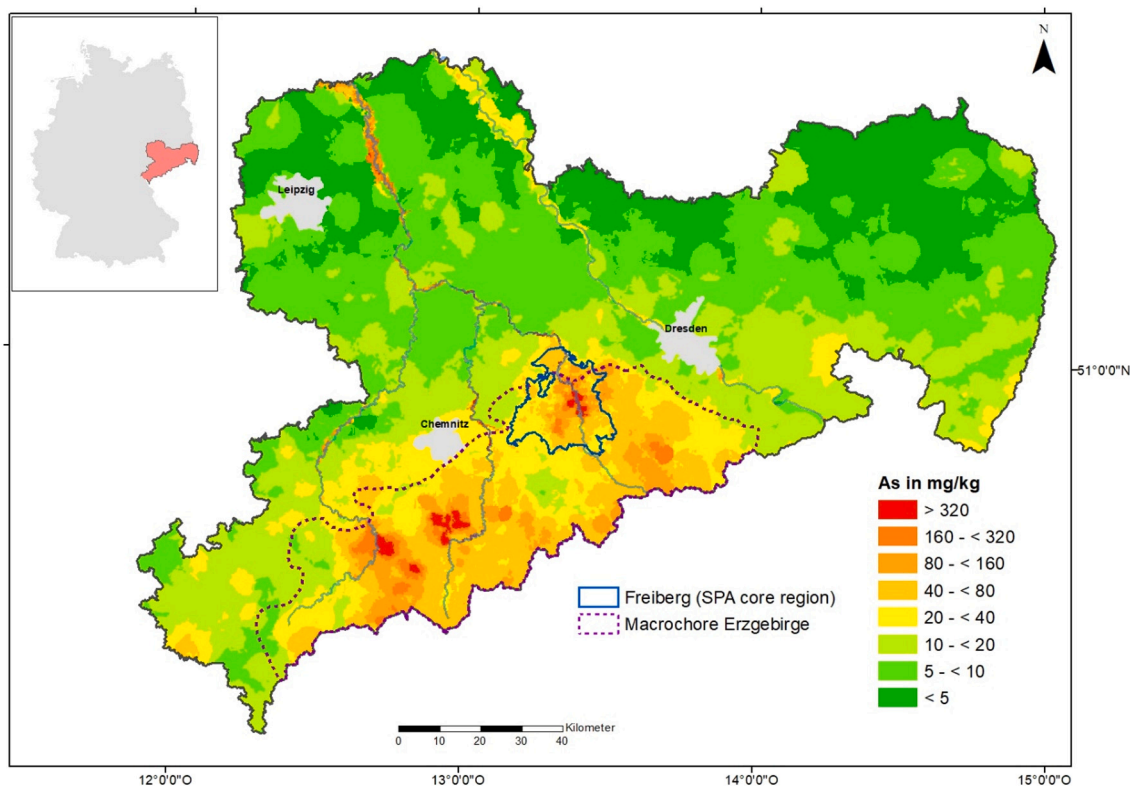 N
Leipzig
Dresden
51°0'0"N
Chemnitz
As in mg/kg
> 320
160 - < 320
80 - < 160
40 - < 80
20 - < 40
10 - < 20
5 - < 10
< 5
Freiberg (SPA core region)
Macrochore Erzgebirge
Kilometer
0 10 20 30 40
12°0'0"O 13°0'0"O 14°0'0"O 15°0'0"O